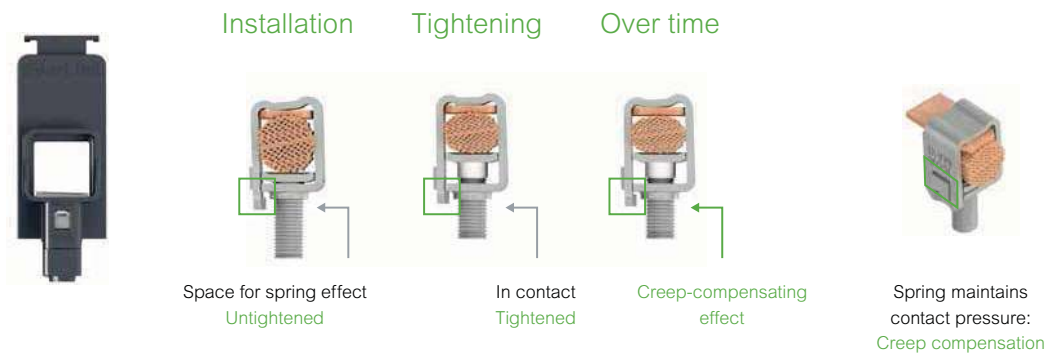 Installation
Tightening
Over time
Space for spring effect
Untightened
In contact
Tightened
Creep-compensating
effect
Spring maintains
contact pressure:
Creep compensation